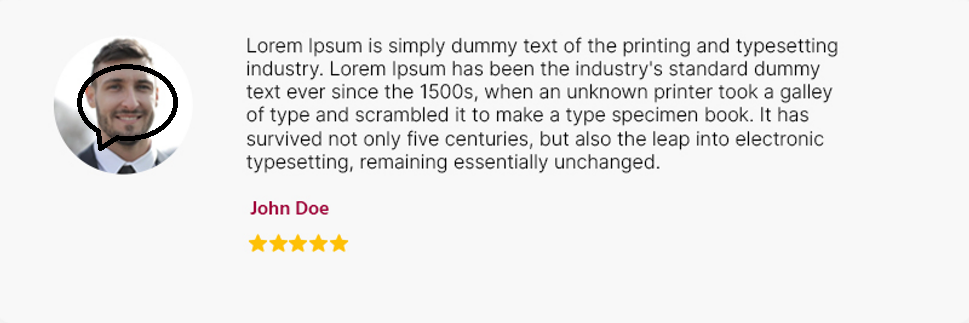 Lorem Ipsum is simply dummy text of the printing and typesetting
industry. Lorem Ipsum has been the industry's standard dummy
text ever since the 1500s, when an unknown printer took a galley
of type and scrambled it to make a type specimen book. It has
survived not only five centuries, but also the leap into electronic
typesetting, remaining essentially unchanged.
John Doe